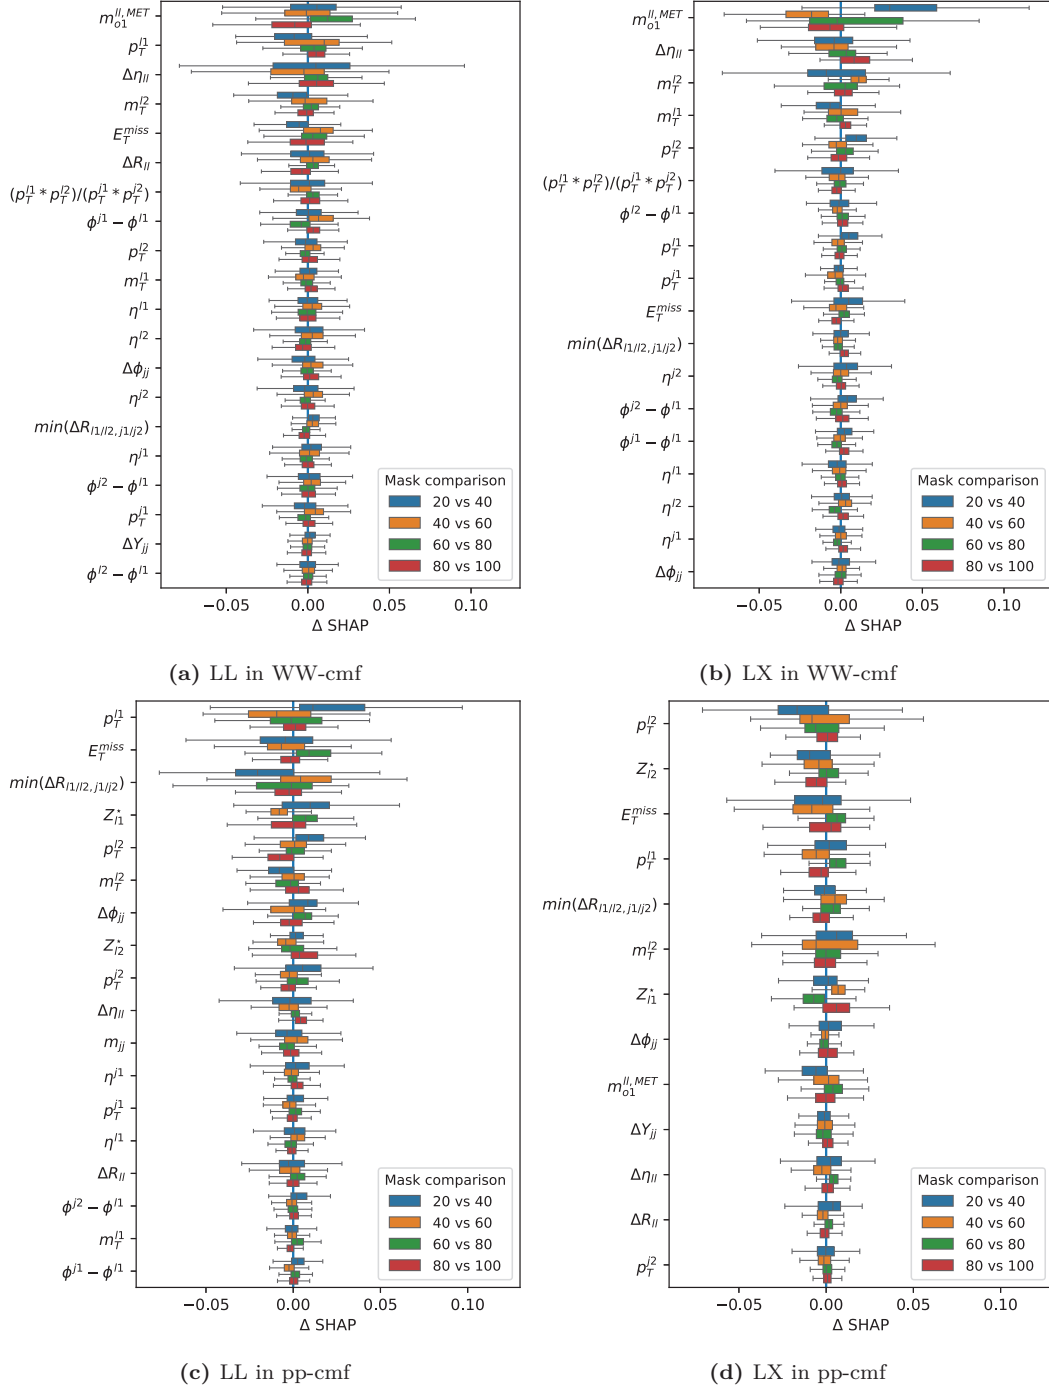 m_{o1}^{ll,MET}
p_T^{l1}
Δη_{ll}
m_T^{l2}
E_T^{miss}
ΔR_{ll}
(p_T^{l1} * p_T^{l2})/(p_T^{j1} * p_T^{j2})
ϕ^{j1} − ϕ^{l1}
p_T^{l2}
m_T^{l1}
η^{l1}
η^{l2}
Δϕ_{jj}
η^{j2}
min(ΔR_{l1/l2, j1/j2})
η^{j1}
ϕ^{j2} − ϕ^{l1}
p_T^{j1}
ΔY_{jj}
ϕ^{l2} − ϕ^{l1}
Mask comparison
20 vs 40
40 vs 60
60 vs 80
80 vs 100
−0.05 0.00 0.05 0.10
Δ SHAP
(a) LL in WW-cmf
m_{o1}^{ll,MET}
Δη_{ll}
m_T^{l2}
m_T^{l1}
p_T^{l2}
(p_T^{l1} * p_T^{l2})/(p_T^{j1} * p_T^{j2})
ϕ^{l2} − ϕ^{l1}
p_T^{l1}
p_T^{j1}
E_T^{miss}
min(ΔR_{l1/l2, j1/j2})
η^{j2}
ϕ^{j2} − ϕ^{l1}
ϕ^{j1} − ϕ^{l1}
η^{l1}
η^{l2}
η^{j1}
Δϕ_{jj}
Mask comparison
20 vs 40
40 vs 60
60 vs 80
80 vs 100
−0.05 0.00 0.05 0.10
Δ SHAP
(b) LX in WW-cmf
p_T^{l1}
E_T^{miss}
min(ΔR_{l1/l2, j1/j2})
Z_{l1}^{⋆}
p_T^{l2}
m_T^{l2}
Δϕ_{jj}
Z_{l2}^{⋆}
p_T^{j2}
Δη_{ll}
m_{jj}
η^{j1}
p_T^{j1}
η^{l1}
ΔR_{ll}
ϕ^{j2} − ϕ^{l1}
m_T^{l1}
ϕ^{j1} − ϕ^{l1}
Mask comparison
20 vs 40
40 vs 60
60 vs 80
80 vs 100
−0.05 0.00 0.05 0.10
Δ SHAP
(c) LL in pp-cmf
p_T^{l2}
Z_{l2}^{⋆}
E_T^{miss}
p_T^{l1}
min(ΔR_{l1/l2, j1/j2})
m_T^{l2}
Z_{l1}^{⋆}
Δϕ_{jj}
m_{o1}^{ll,MET}
ΔY_{jj}
Δη_{ll}
ΔR_{ll}
p_T^{j2}
Mask comparison
20 vs 40
40 vs 60
60 vs 80
80 vs 100
−0.05 0.00 0.05 0.10
Δ SHAP
(d) LX in pp-cmf